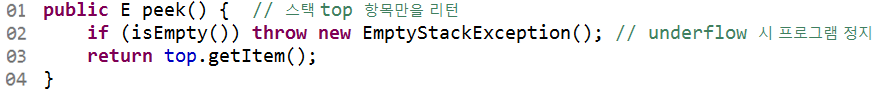 01 public E peek() {  // 스택 top 항목만을 리턴
02     if (isEmpty()) throw new EmptyStackException(); // underflow 시 프로그램 정지
03     return top.getItem();
04 }